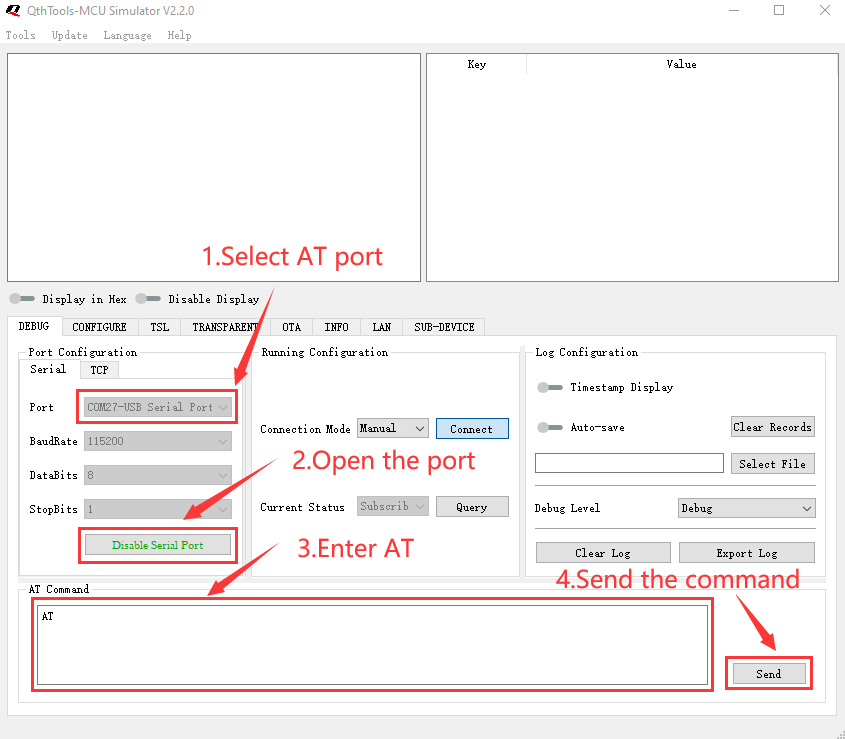 QthTools-MCU Simulator V2.2.0
Tools Update Language Help
Key Value
1.Select AT port
Display in Hex Disable Display
DEBUG CONFIGURE TSL TRANSPARENT OTA INFO LAN SUB-DEVICE
Port Configuration Running Configuration Log Configuration
Serial TCP
Timestamp Display
Port COM27-USB Serial Port
Connection Mode Manual Connect
Auto-save Clear Records
BaudRate 115200
2.Open the port
Select File
DataBits 8
StopBits 1
Current Status Subscrib Query
Debug Level Debug
Disable Serial Port
3.Enter AT
Clear Log Export Log
4.Send the command
AT Command
AT
Send